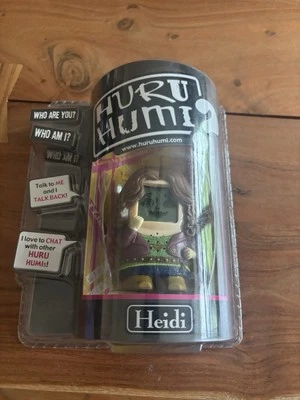 HURU
HUMI?
www.huruhumi.com
WHO ARE YOU?
WHO AM I?
WHO AM I?
Talk to ME
and I
TALK BACK!
I love to CHAT
with other
HURU
HUMIs!
Heidi